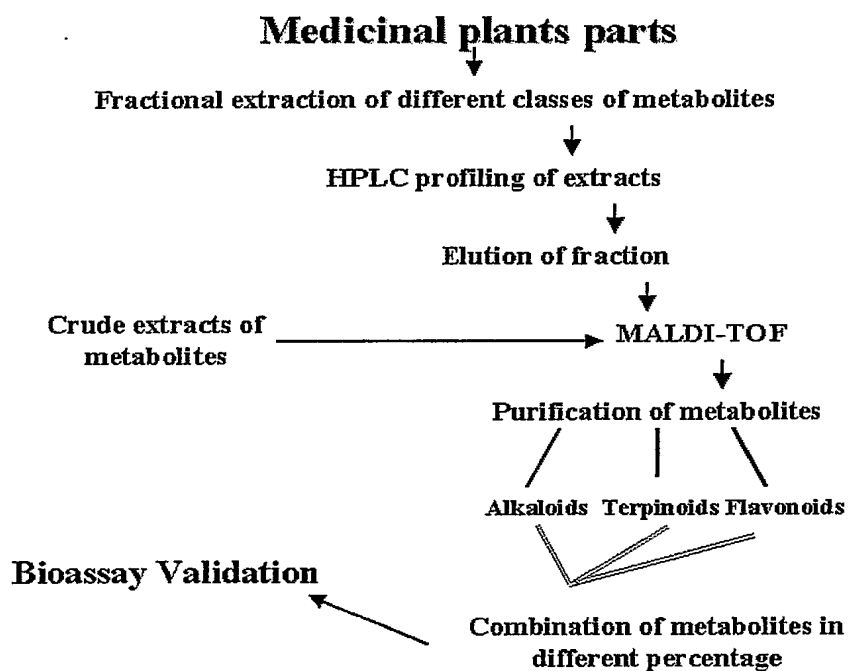 Medicinal plants parts
Fractional extraction of different classes of metabolites
HPLC profiling of extracts
Elution of fraction
Crude extracts of
metabolites
MALDI-TOF
Purification of metabolites
Alkaloids Terpinoids Flavonoids
Bioassay Validation
Combination of metabolites in
different percentage